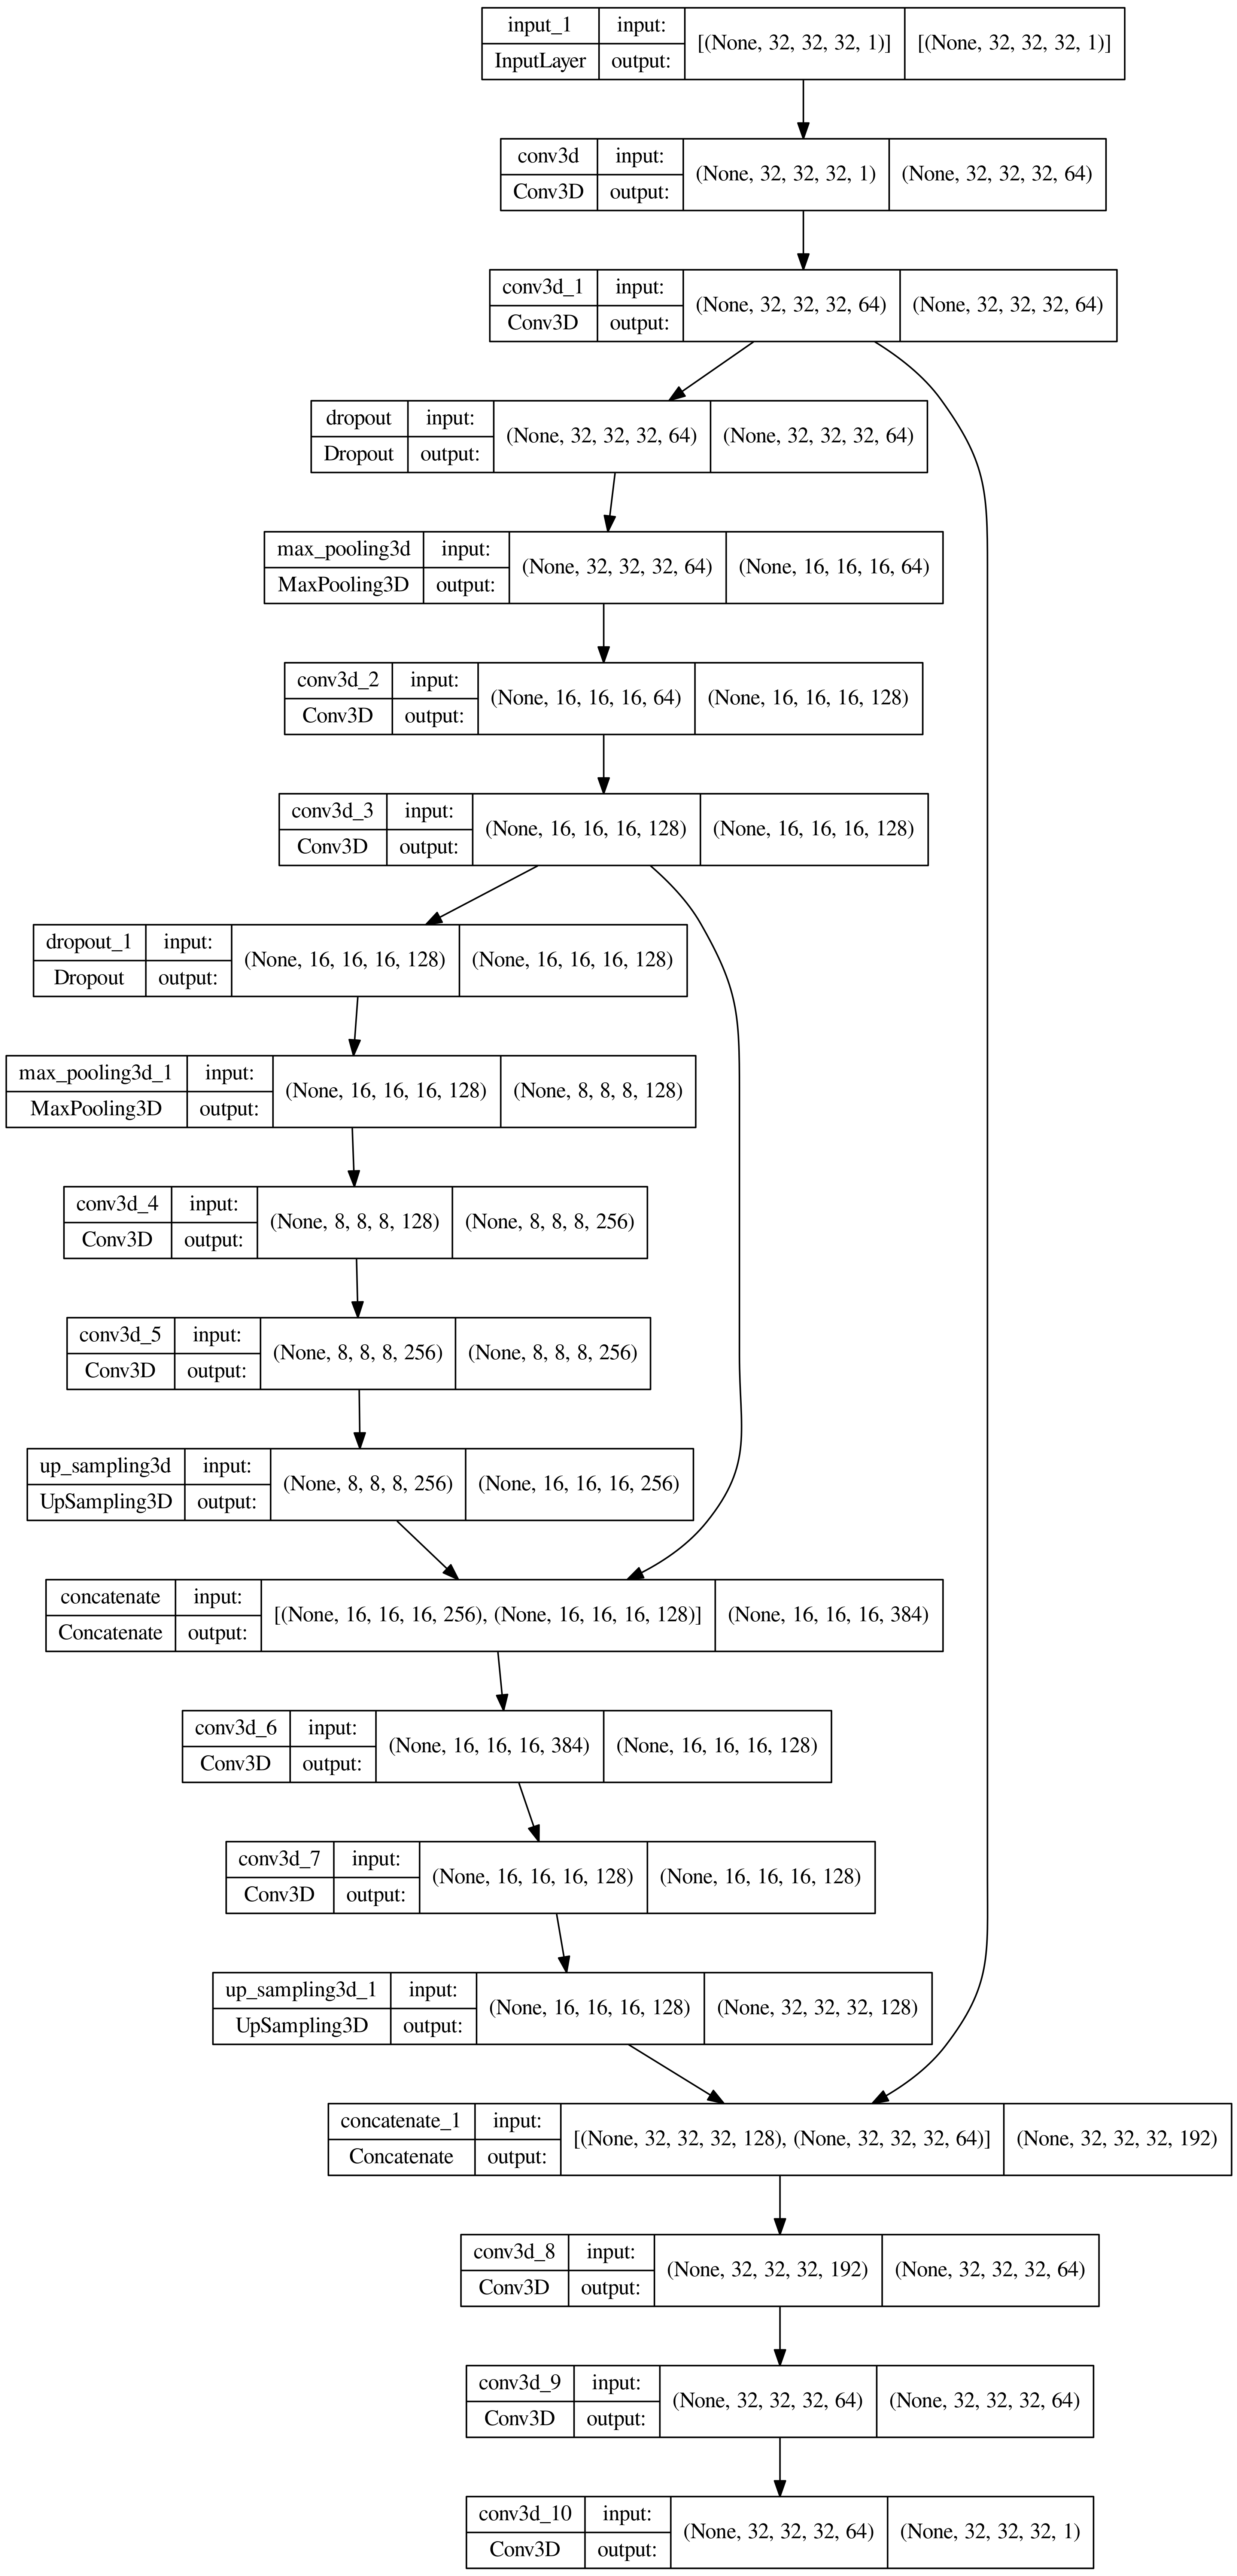 input_1 input: [(None, 32, 32, 32, 1)] [(None, 32, 32, 32, 1)]
InputLayer output:
conv3d input: (None, 32, 32, 32, 1) (None, 32, 32, 32, 64)
Conv3D output:
conv3d_1 input: (None, 32, 32, 32, 64) (None, 32, 32, 32, 64)
Conv3D output:
dropout input: (None, 32, 32, 32, 64) (None, 32, 32, 32, 64)
Dropout output:
max_pooling3d input: (None, 32, 32, 32, 64) (None, 16, 16, 16, 64)
MaxPooling3D output:
conv3d_2 input: (None, 16, 16, 16, 64) (None, 16, 16, 16, 128)
Conv3D output:
conv3d_3 input: (None, 16, 16, 16, 128) (None, 16, 16, 16, 128)
Conv3D output:
dropout_1 input: (None, 16, 16, 16, 128) (None, 16, 16, 16, 128)
Dropout output:
max_pooling3d_1 input: (None, 16, 16, 16, 128) (None, 8, 8, 8, 128)
MaxPooling3D output:
conv3d_4 input: (None, 8, 8, 8, 128) (None, 8, 8, 8, 256)
Conv3D output:
conv3d_5 input: (None, 8, 8, 8, 256) (None, 8, 8, 8, 256)
Conv3D output:
up_sampling3d input: (None, 8, 8, 8, 256) (None, 16, 16, 16, 256)
UpSampling3D output:
concatenate input: [(None, 16, 16, 16, 256), (None, 16, 16, 16, 128)] (None, 16, 16, 16, 384)
Concatenate output:
conv3d_6 input: (None, 16, 16, 16, 384) (None, 16, 16, 16, 128)
Conv3D output:
conv3d_7 input: (None, 16, 16, 16, 128) (None, 16, 16, 16, 128)
Conv3D output:
up_sampling3d_1 input: (None, 16, 16, 16, 128) (None, 32, 32, 32, 128)
UpSampling3D output:
concatenate_1 input: [(None, 32, 32, 32, 128), (None, 32, 32, 32, 64)] (None, 32, 32, 32, 192)
Concatenate output:
conv3d_8 input: (None, 32, 32, 32, 192) (None, 32, 32, 32, 64)
Conv3D output:
conv3d_9 input: (None, 32, 32, 32, 64) (None, 32, 32, 32, 64)
Conv3D output:
conv3d_10 input: (None, 32, 32, 32, 64) (None, 32, 32, 32, 1)
Conv3D output: